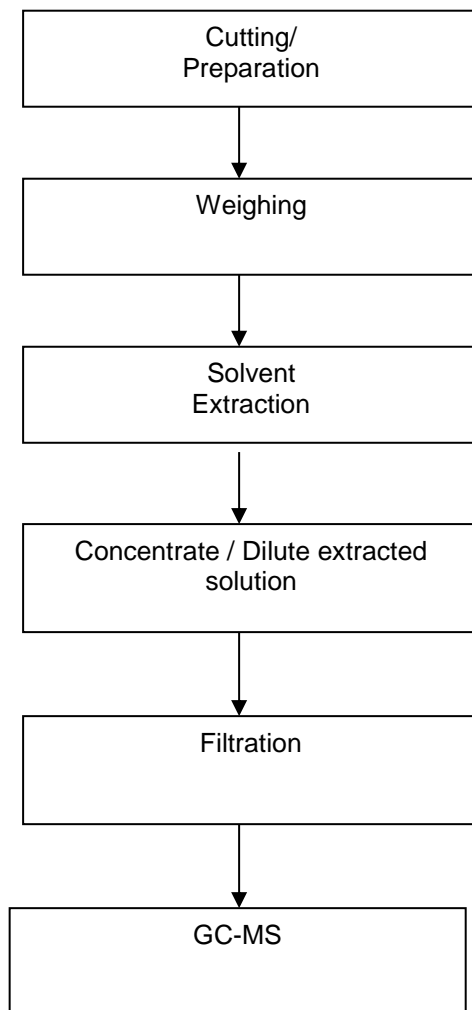 Cutting/
Preparation
Weighing
Solvent
Extraction
Concentrate / Dilute extracted
solution
Filtration
GC-MS